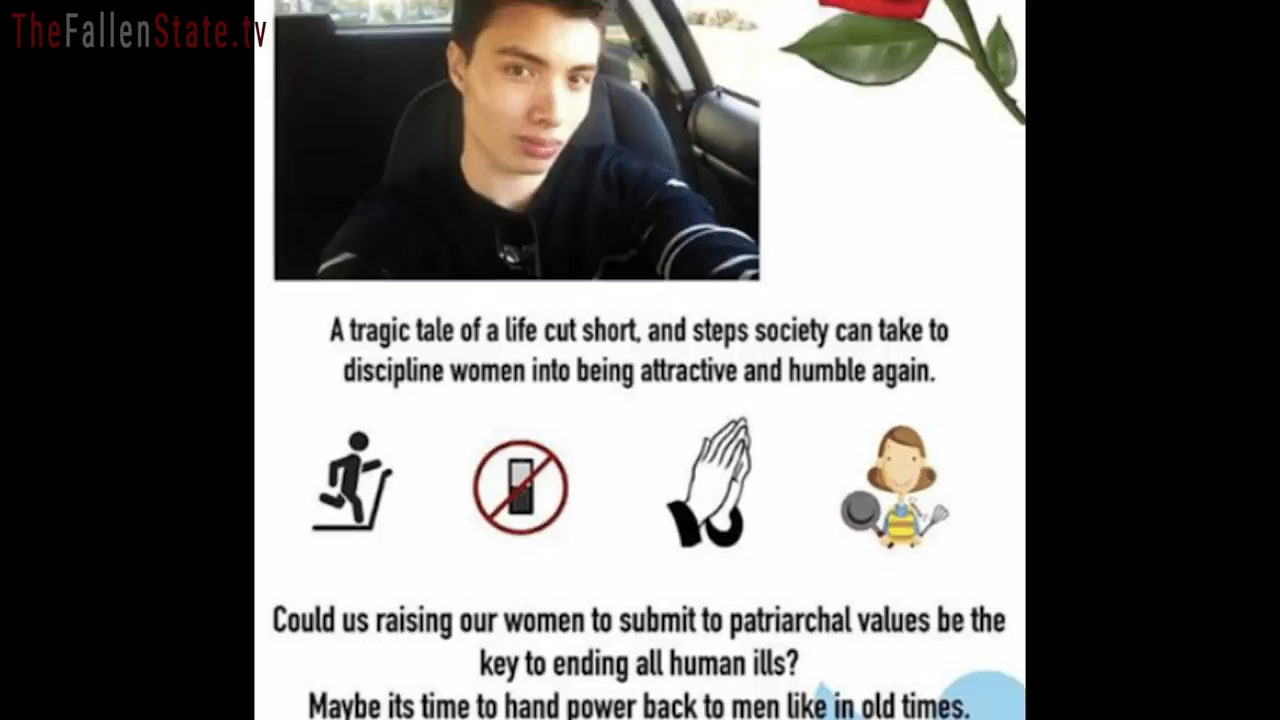 TheFallenState.tv
A tragic tale of a life cut short, and steps society can take to
discipline women into being attractive and humble again.
Could us raising our women to submit to patriarchal values be the
key to ending all human ills?
Maybe its time to hand power back to men like in old times.